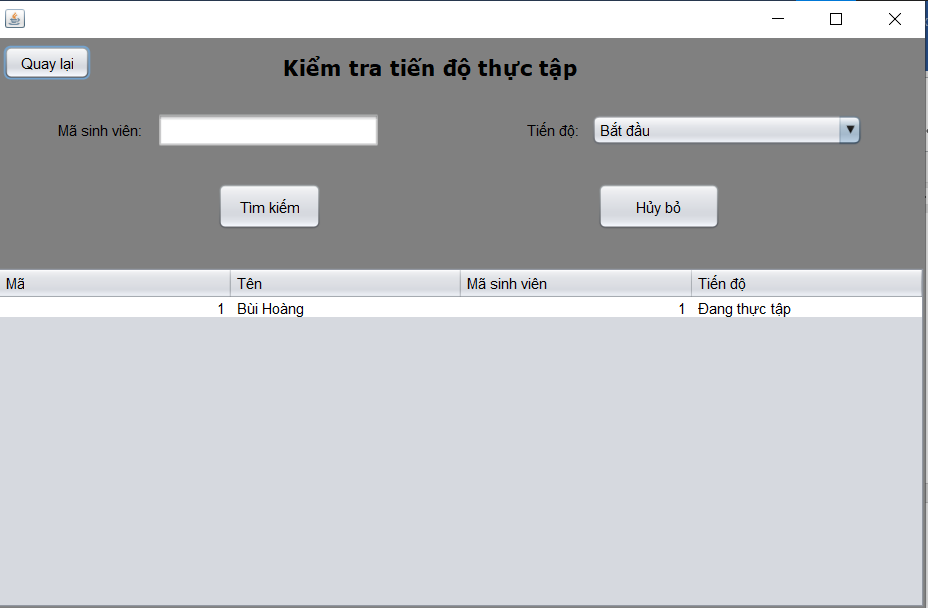 Quay lại
Kiểm tra tiến độ thực tập
Mã sinh viên: Tiến độ: Bắt đầu
Tìm kiếm Hủy bỏ
Mã Tên Mã sinh viên Tiến độ
1 Bùi Hoàng 1 Đang thực tập